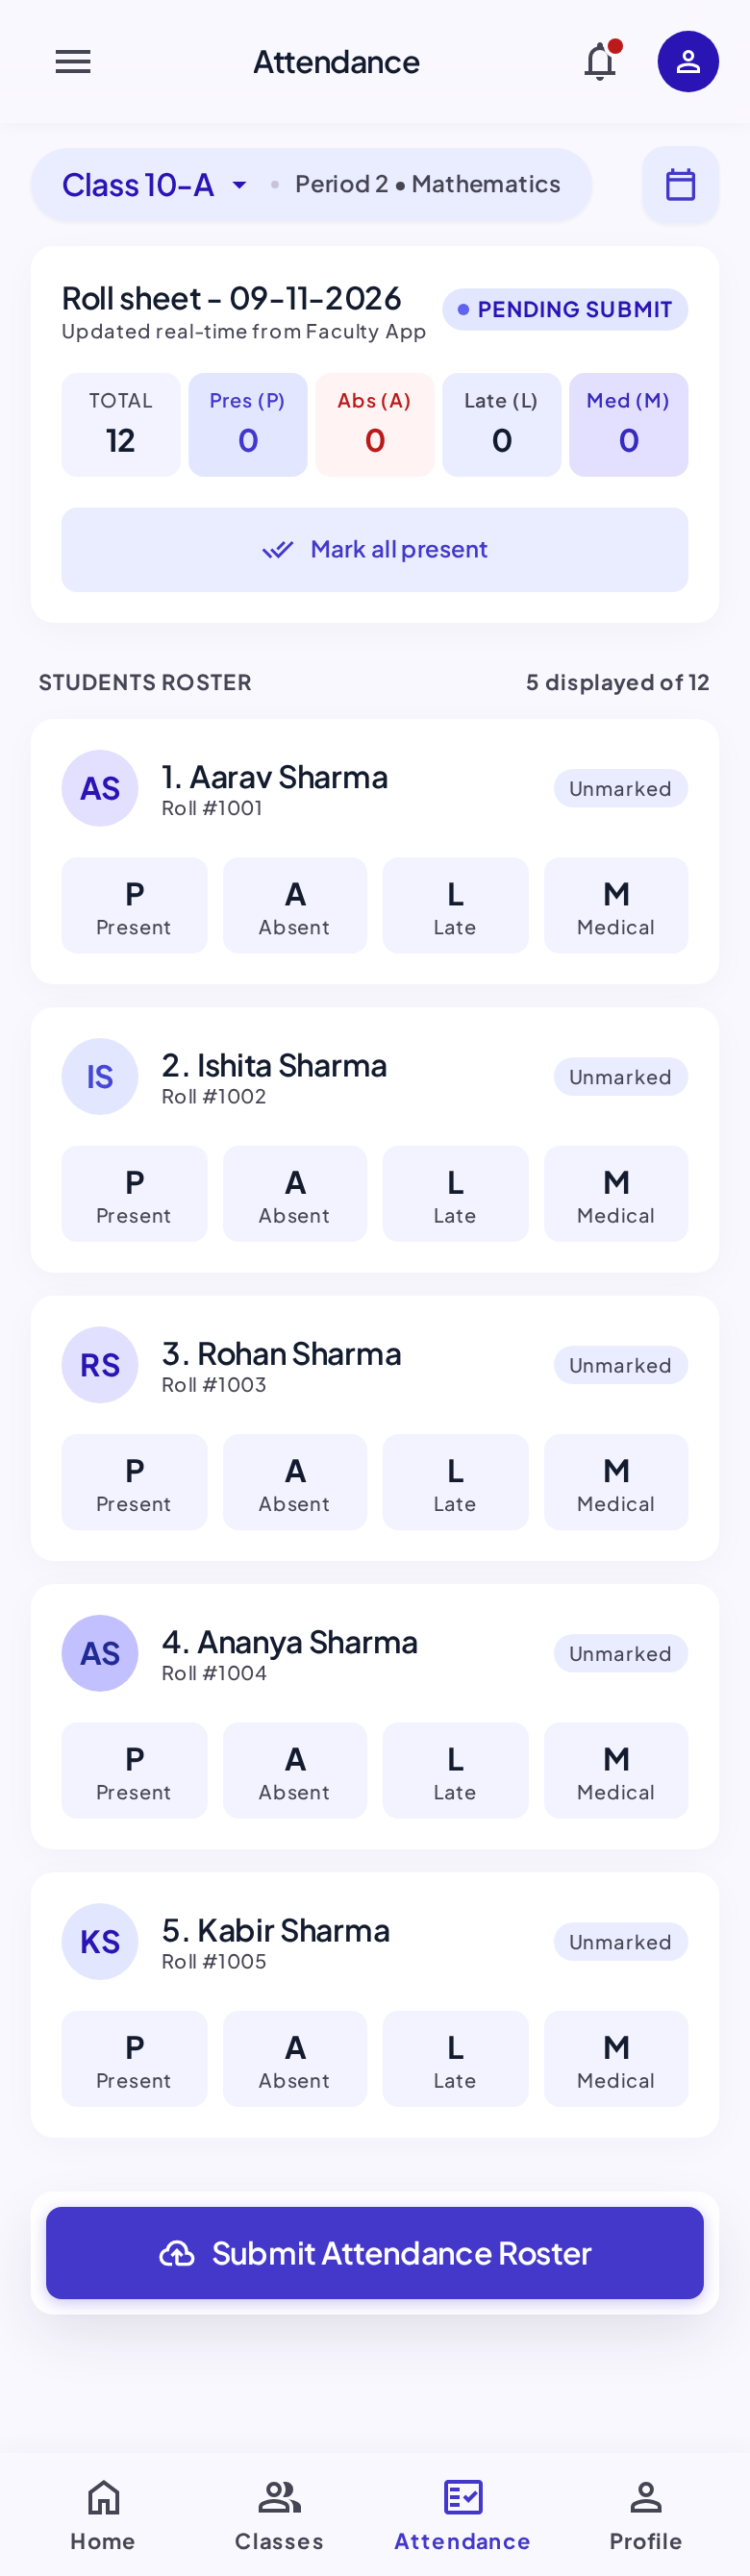 Attendance
Class 10-A • Period 2 • Mathematics
Roll sheet - 09-11-2026
Updated real-time from Faculty App
PENDING SUBMIT
TOTAL Pres (P) Abs (A) Late (L) Med (M)
12 0 0 0 0
Mark all present
STUDENTS ROSTER 5 displayed of 12
AS 1. Aarav Sharma Unmarked
Roll #1001
P A L M
Present Absent Late Medical
IS 2. Ishita Sharma Unmarked
Roll #1002
P A L M
Present Absent Late Medical
RS 3. Rohan Sharma Unmarked
Roll #1003
P A L M
Present Absent Late Medical
AS 4. Ananya Sharma Unmarked
Roll #1004
P A L M
Present Absent Late Medical
KS 5. Kabir Sharma Unmarked
Roll #1005
P A L M
Present Absent Late Medical
Submit Attendance Roster
Home Classes Attendance Profile